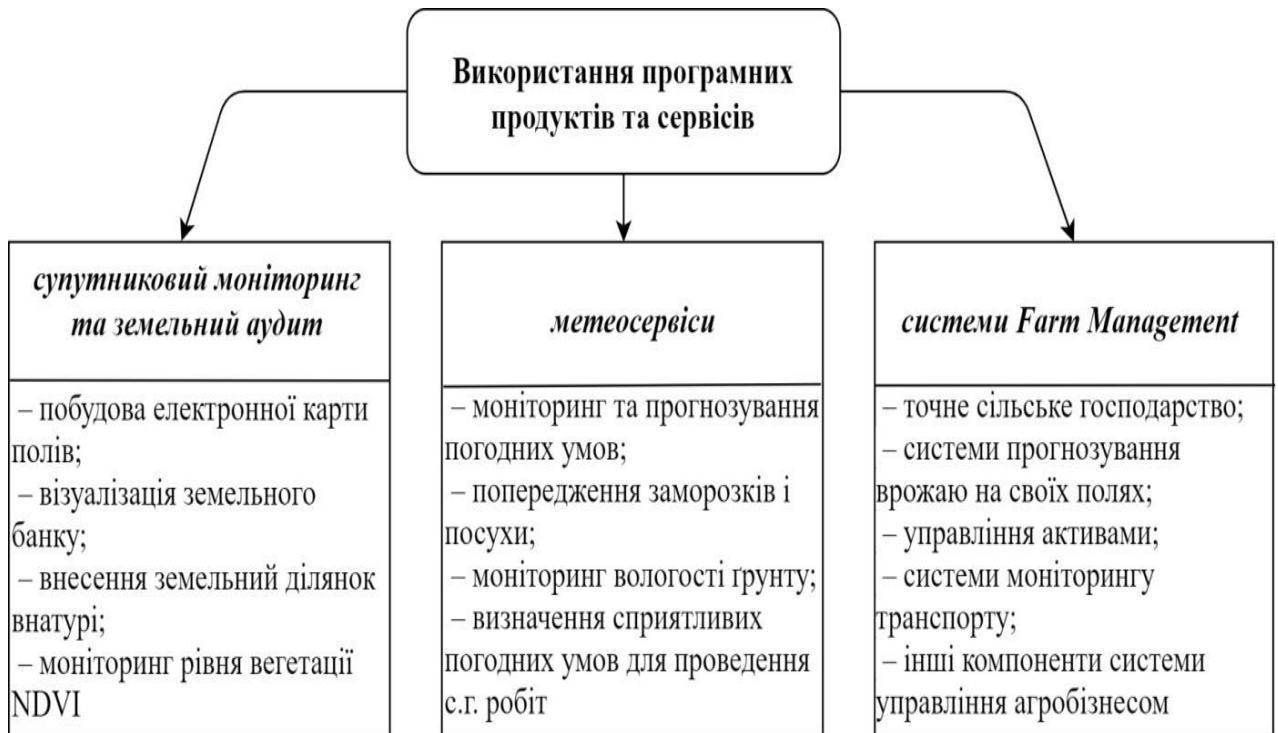 Використання програмних
продуктів та сервісів
супутниковий моніторинг
та земельний аудит
– побудова електронної карти
полів;
– візуалізація земельного
банку;
– внесення земельний ділянок
внатурі;
– моніторинг рівня вегетації
NDVI
метеосервіси
– моніторинг та прогнозування
погодних умов;
– попередження заморозків і
посухи;
– моніторинг вологості ґрунту;
– визначення сприятливих
погодних умов для проведення
с.г. робіт
системи Farm Management
– точне сільське господарство;
– системи прогнозування
врожаю на своїх полях;
– управління активами;
– системи моніторингу
транспорту;
– інші компоненти системи
управління агробізнесом